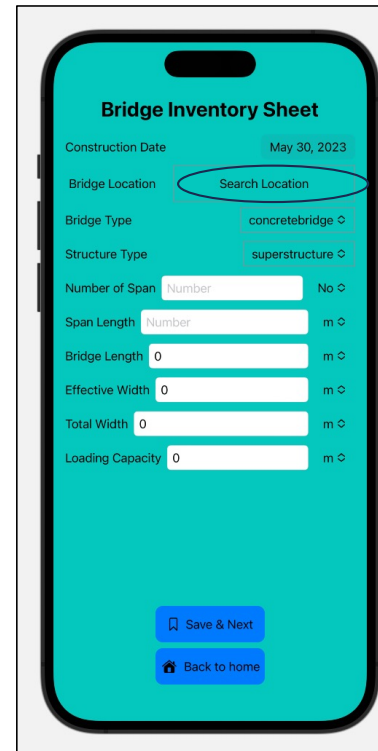 Bridge Inventory Sheet
Construction Date May 30, 2023
Bridge Location Search Location
Bridge Type concretebridge
Structure Type superstructure
Number of Span Number No
Span Length Number m
Bridge Length 0 m
Effective Width 0 m
Total Width 0 m
Loading Capacity 0 m
Save & Next
Back to home